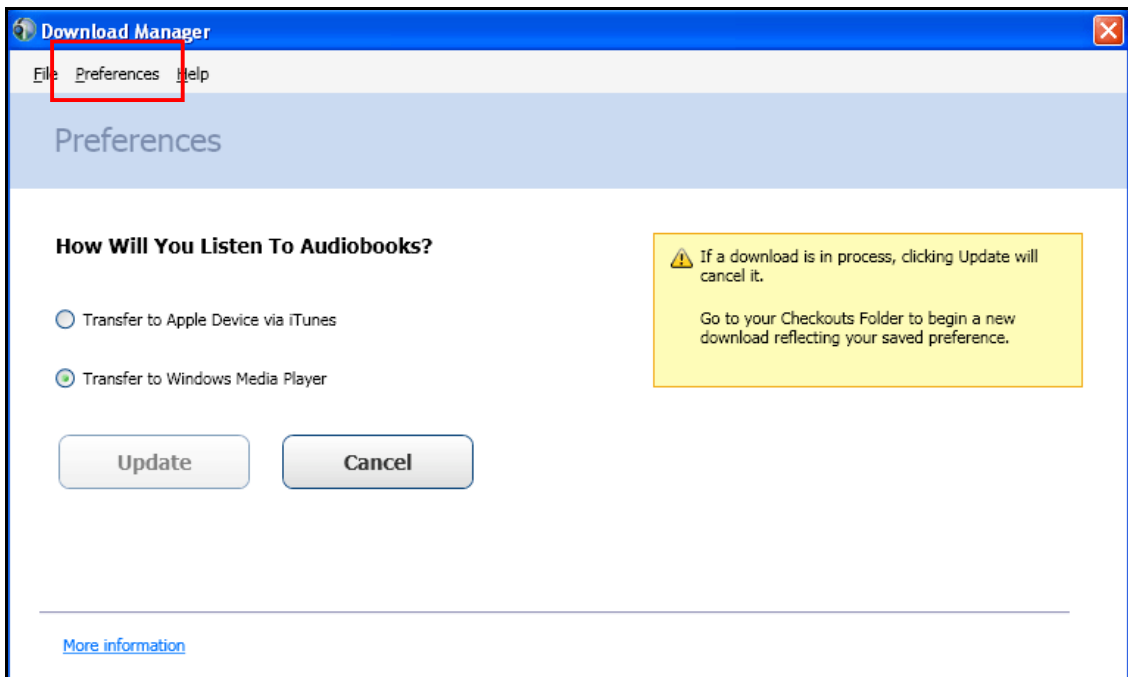 Download Manager
File Preferences Help
Preferences
How Will You Listen To Audiobooks?
Transfer to Apple Device via iTunes
Transfer to Windows Media Player
Update Cancel
If a download is in process, clicking Update will
cancel it.
Go to your Checkouts Folder to begin a new
download reflecting your saved preference.
More information